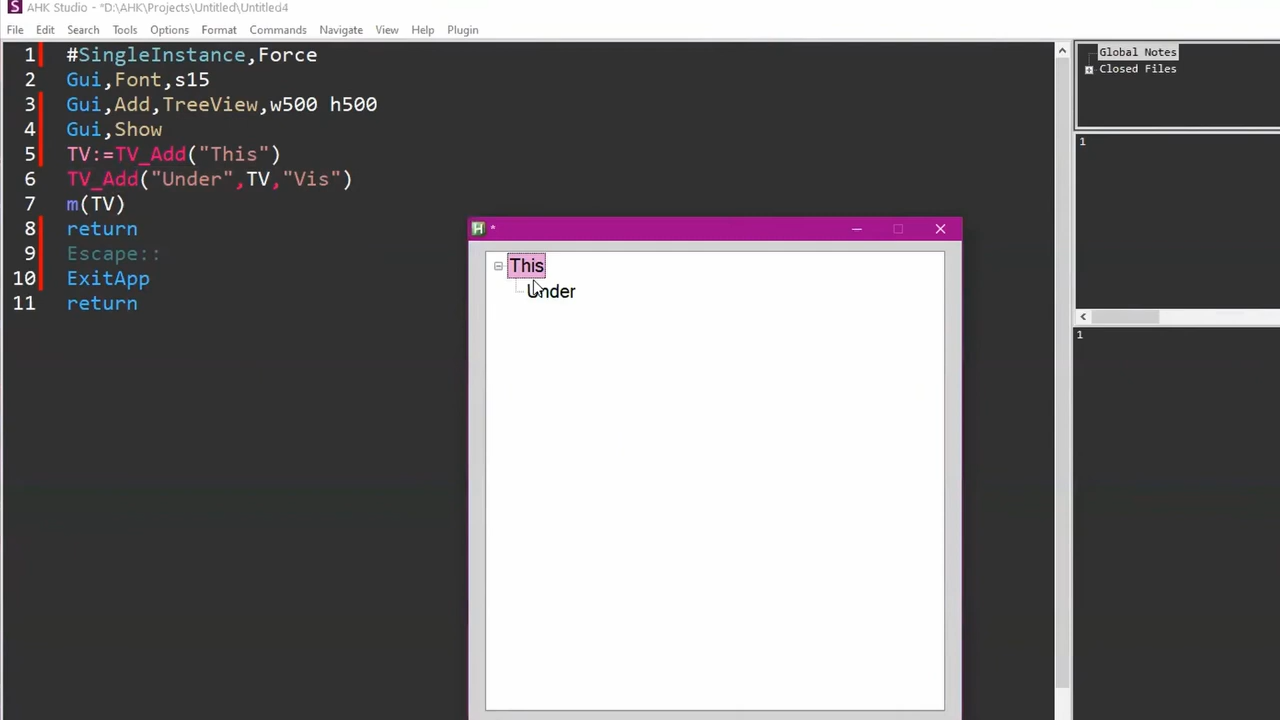 S AHK Studio - *D:\AHK\Projects\Untitled\Untitled4
File Edit Search Tools Options Format Commands Navigate View Help Plugin
1 #SingleInstance,Force
2 Gui,Font,s15
3 Gui,Add,TreeView,w500 h500
4 Gui,Show
5 TV:=TV_Add("This")
6 TV_Add("Under",TV,"Vis")
7 m(TV)
8 return
9 Escape::
10 ExitApp
11 return
H *
This
Under
Global Notes
Closed Files
1
1